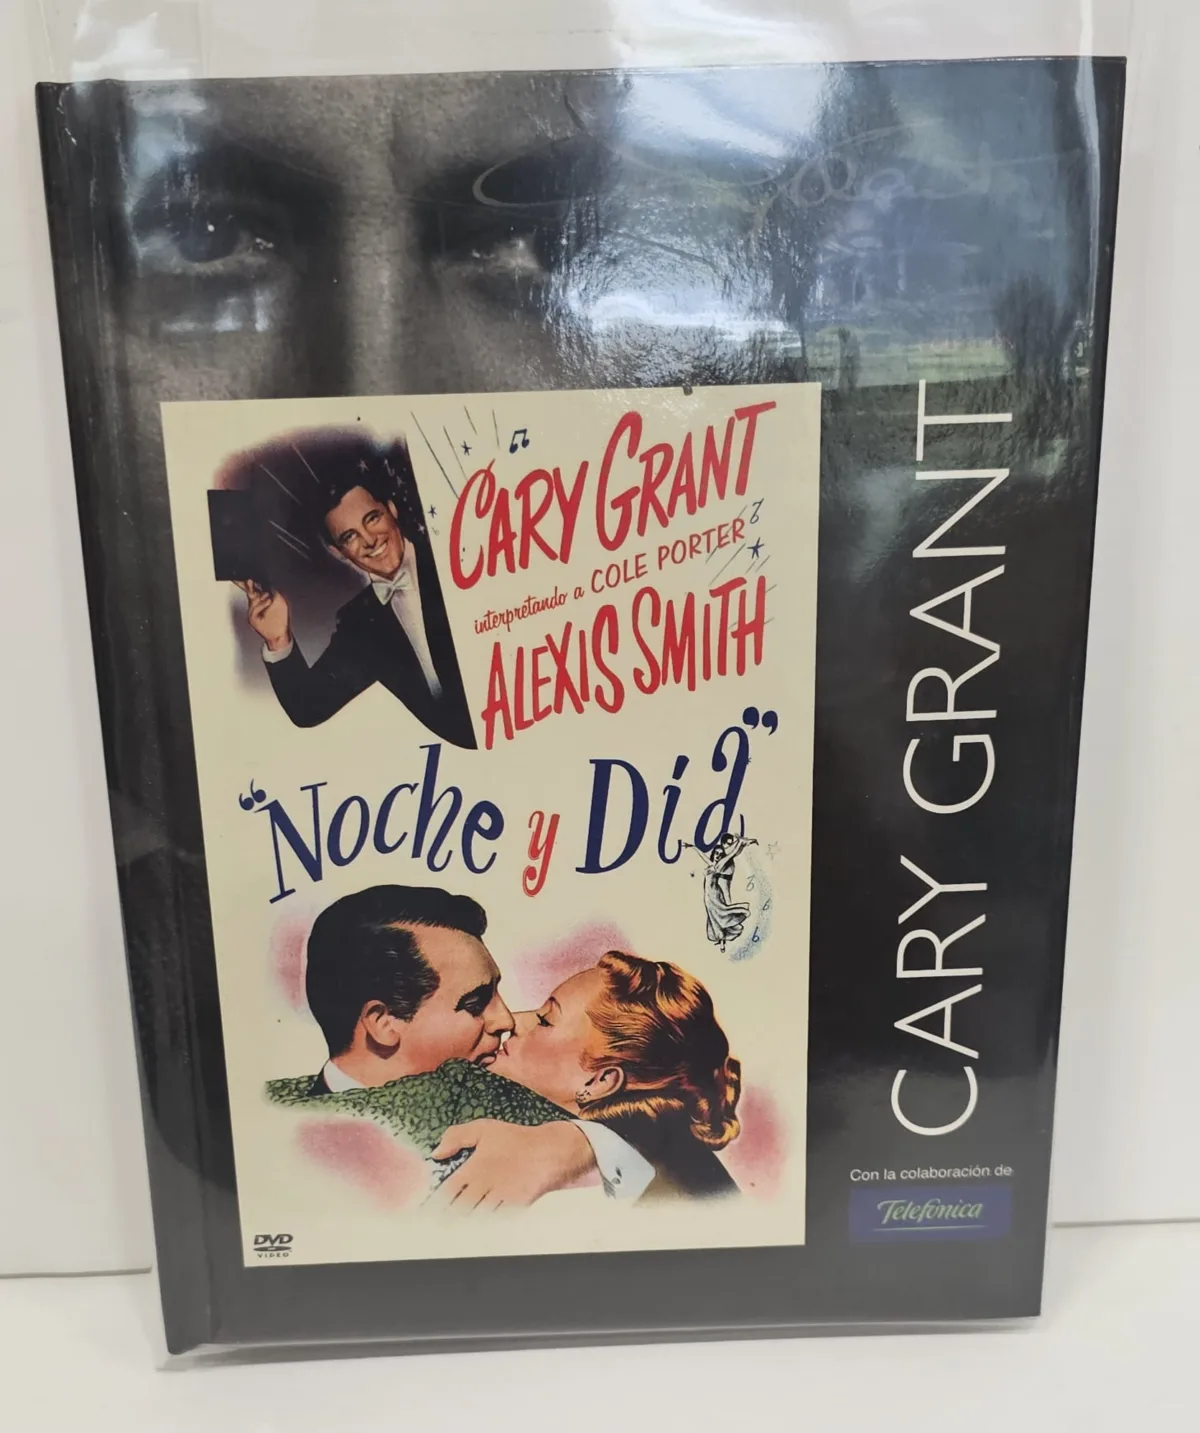 CARY GRANT
interpretando a COLE PORTER
ALEXIS SMITH
"NOCHE y DÍa"
DVD
VIDEO
CARY GRANT
Con la colaboración de
Telefónica